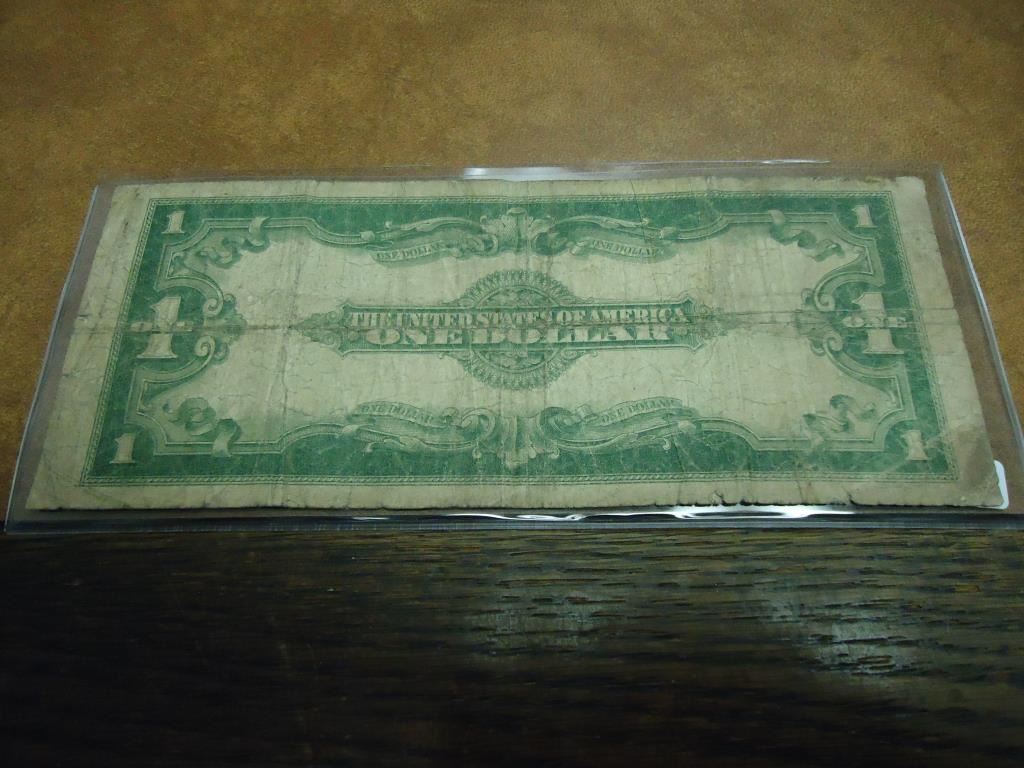 1 1
ONE DOLLAR ONE DOLLAR
THE UNITED STATES OF AMERICA
ONE 1 ONE DOLLAR ONE 1
ONE DOLLAR ONE DOLLAR
1 1